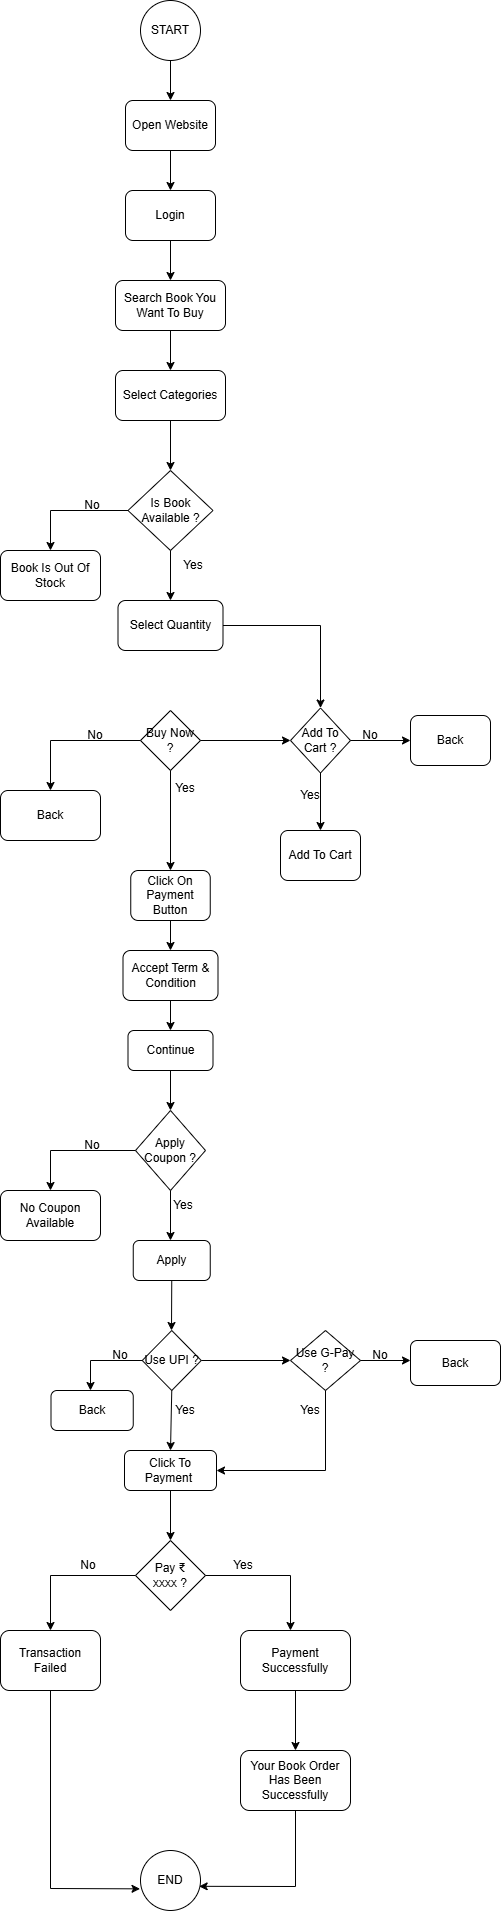 START
Open Website
Login
Search Book You
Want To Buy
Select Categories
Is Book
Available ?
No
Yes
Book Is Out Of
Stock
Select Quantity
Buy Now
?
No
Yes
Add To
Cart ?
No
Back
Yes
Back
Add To Cart
Click On
Payment
Button
Accept Term &
Condition
Continue
Apply
Coupon ?
No
Yes
No Coupon
Available
Apply
Use UPI ?
No
Yes
Use G-Pay
?
No
Back
Yes
Back
Click To
Payment
Pay ₹
xxxx ?
No
Yes
Transaction
Failed
Payment
Successfully
Your Book Order
Has Been
Successfully
END